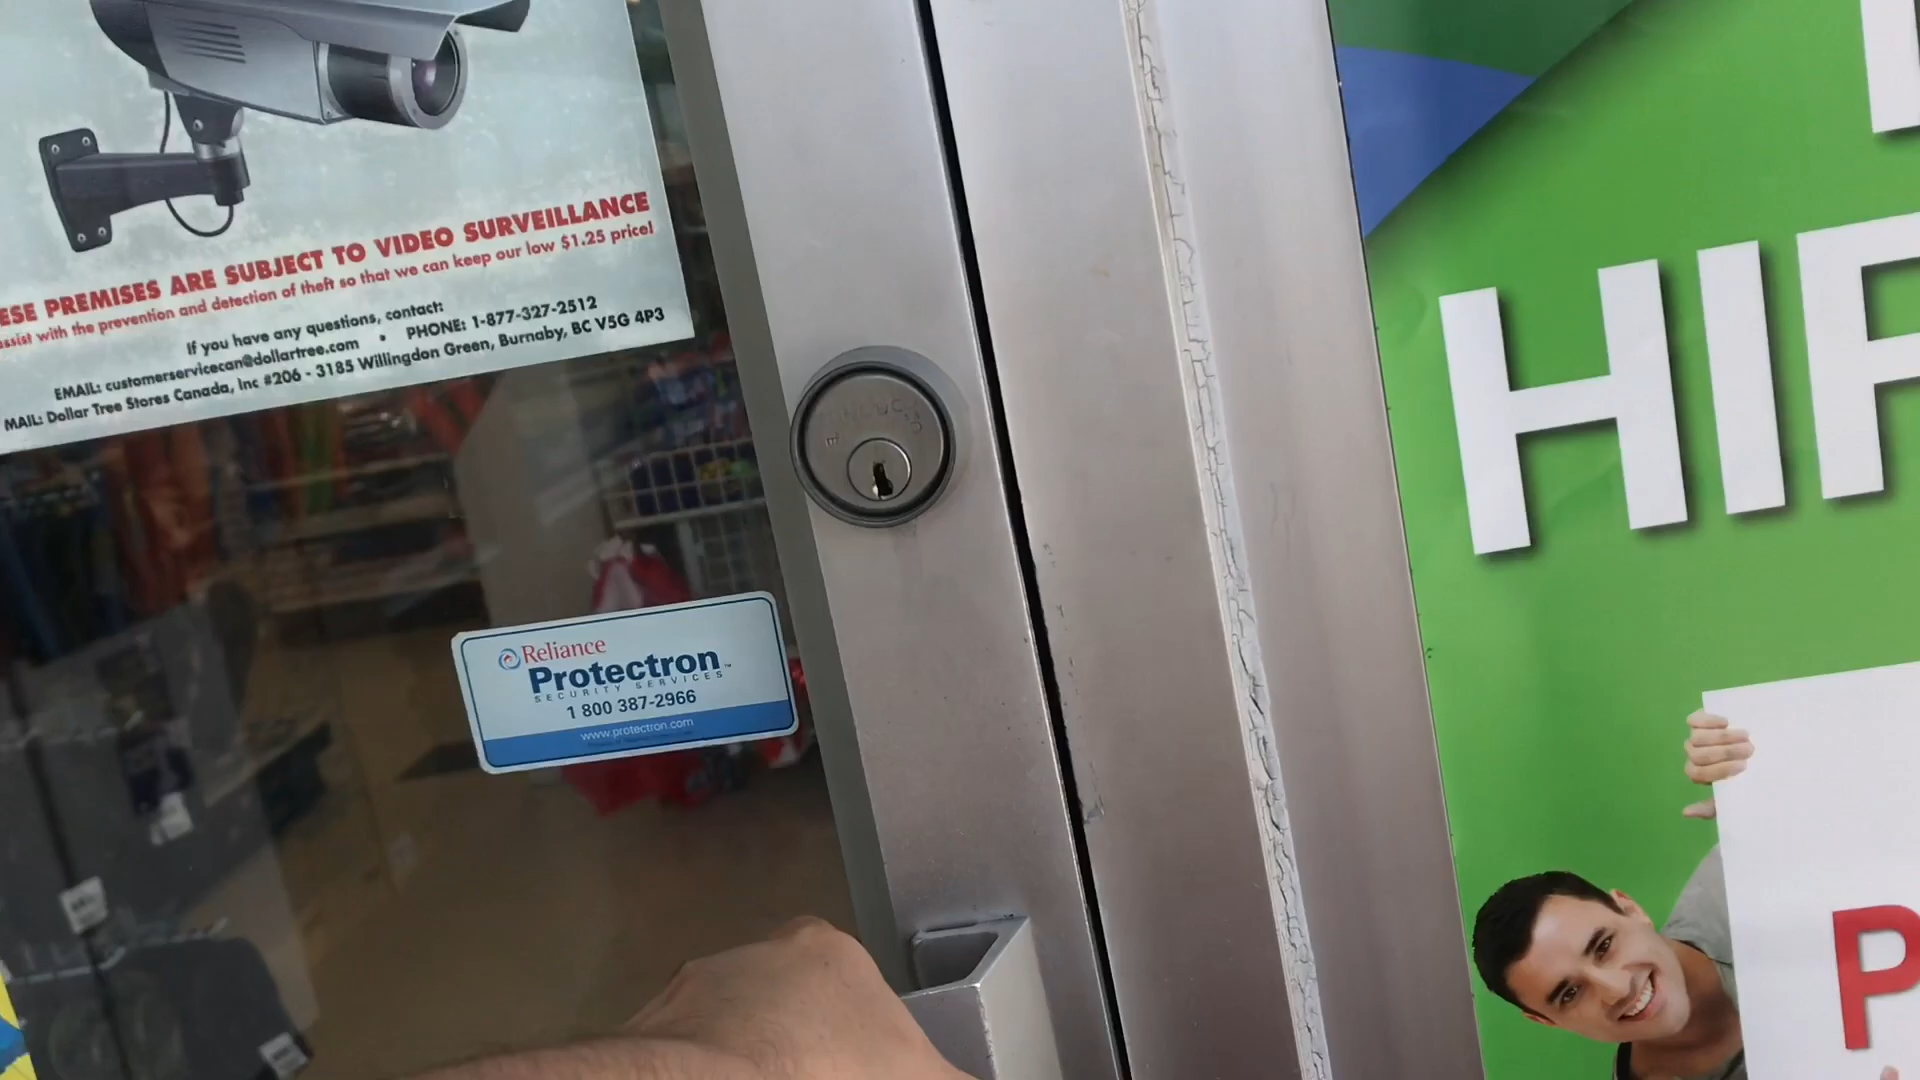 ESE PREMISES ARE SUBJECT TO VIDEO SURVEILLANCE
assist with the prevention and detection of theft so that we can keep our low $1.25 price!
If you have any questions, contact:
EMAIL: customerservicecan@dollartree.com • PHONE: 1-877-327-2512
MAIL: Dollar Tree Stores Canada, Inc #206 - 3185 Willingdon Green, Burnaby, BC V5G 4P3
Reliance
Protectron™
SECURITY SERVICES
1 800 387-2966
www.protectron.com
HIR
P